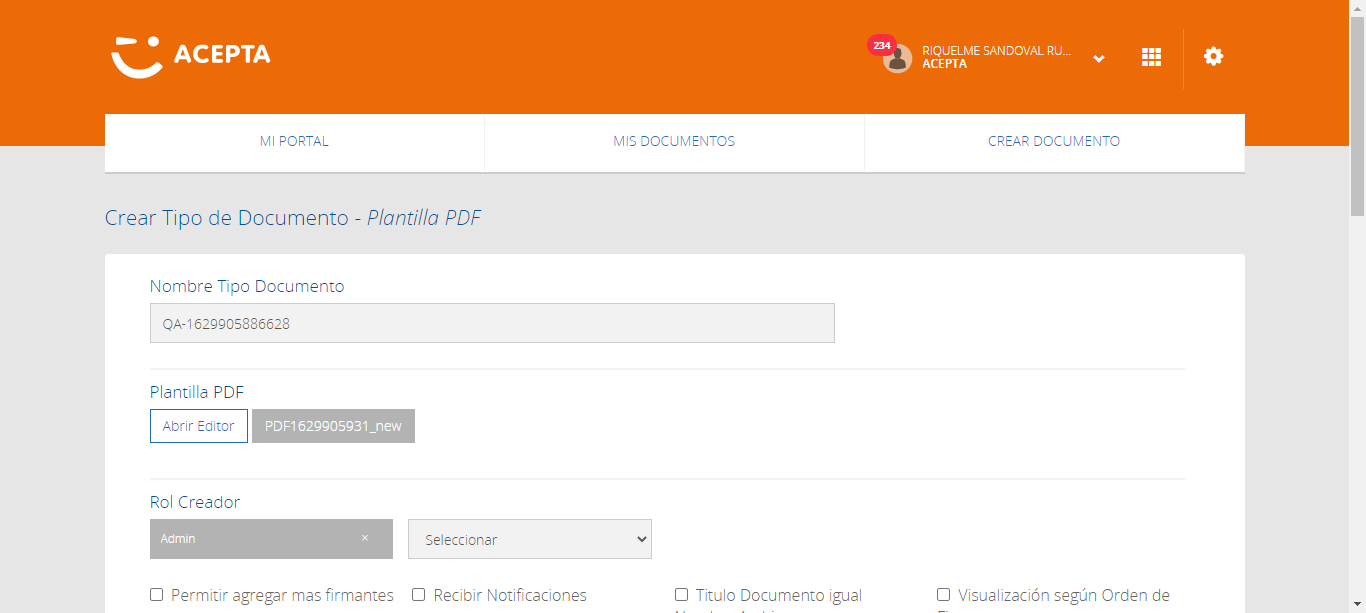 ACEPTA
234
RIQUELME SANDOVAL RU...
ACEPTA
MI PORTAL
MIS DOCUMENTOS
CREAR DOCUMENTO
Crear Tipo de Documento - Plantilla PDF
Nombre Tipo Documento
QA-1629905886628
Plantilla PDF
Abrir Editor
PDF1629905931_new
Rol Creador
Admin ×
Seleccionar
Permitir agregar mas firmantes
Recibir Notificaciones
Titulo Documento igual
Visualización según Orden de